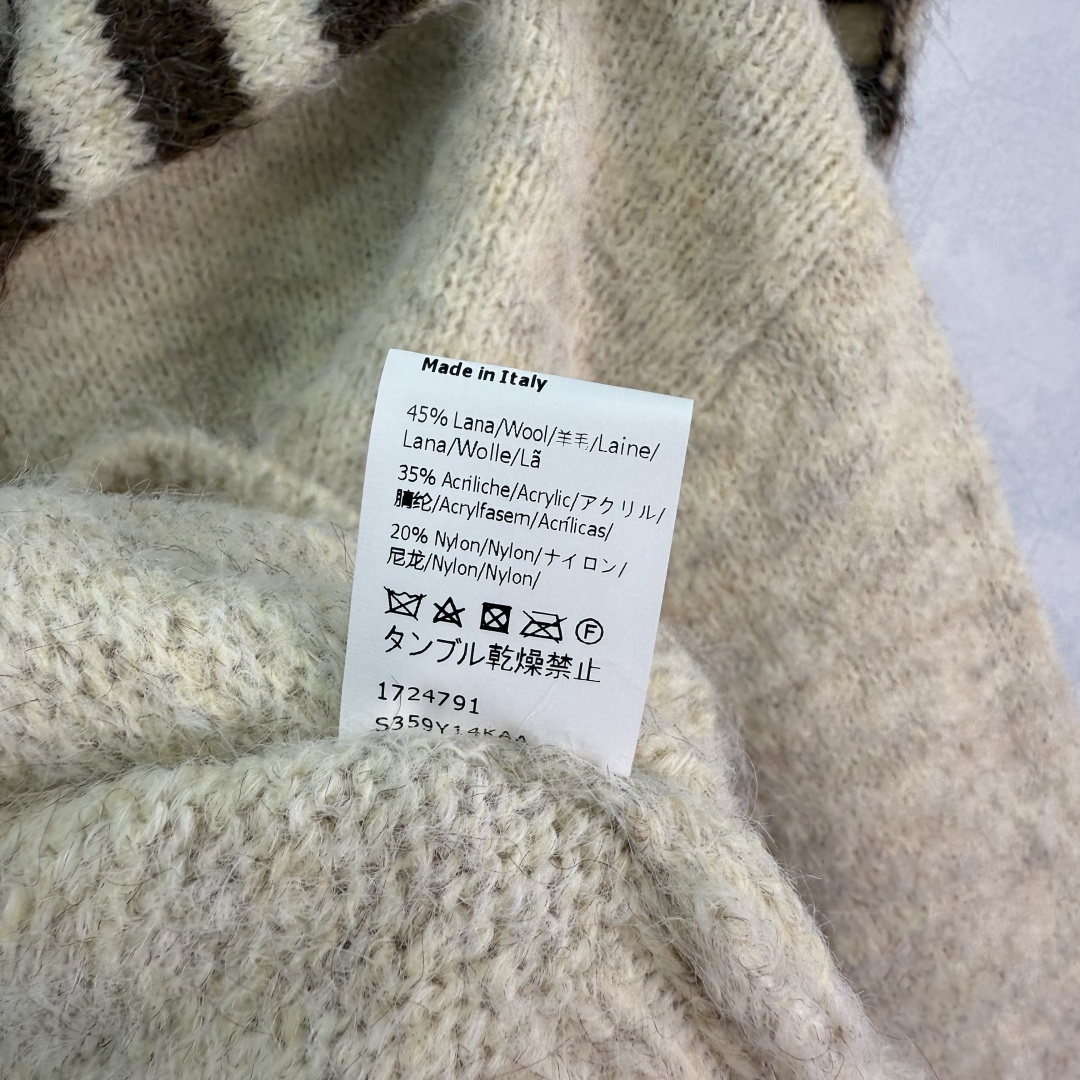 Made in Italy
45% Lana/Wool/羊毛/Laine/
Lana/Wolle/Lã
35% Acriliche/Acrylic/アクリル/
腈纶/Acrylfasern/Acrílicas/
20% Nylon/Nylon/ナイロン/
尼龙/Nylon/Nylon/
F
タンブル乾燥禁止
1724791
S359Y14KAA